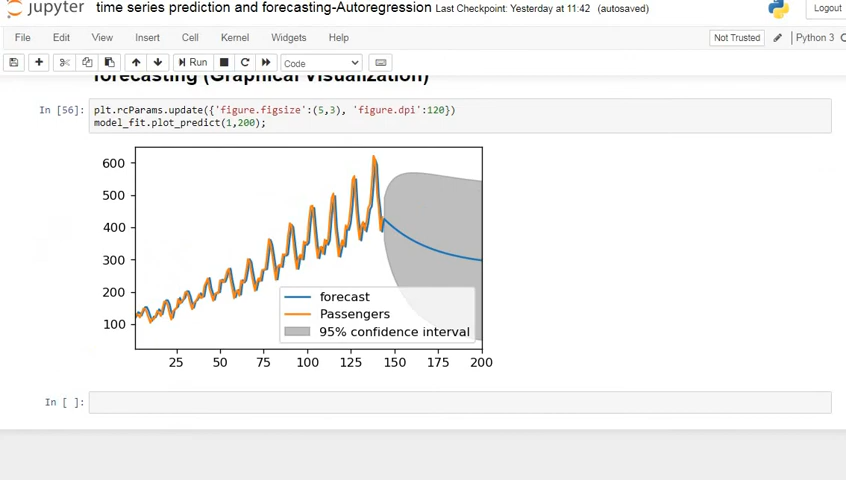 jupyter time series prediction and forecasting-Autoregression Last Checkpoint: Yesterday at 11:42 (autosaved) Logout
File Edit View Insert Cell Kernel Widgets Help Not Trusted Python 3
Run Code
forecasting (Graphical Visualization)
In [56]: plt.rcParams.update({'figure.figsize':(5,3), 'figure.dpi':120})
model_fit.plot_predict(1,200);
600
500
400
300
200
100
forecast
Passengers
95% confidence interval
25 50 75 100 125 150 175 200
In [ ]: